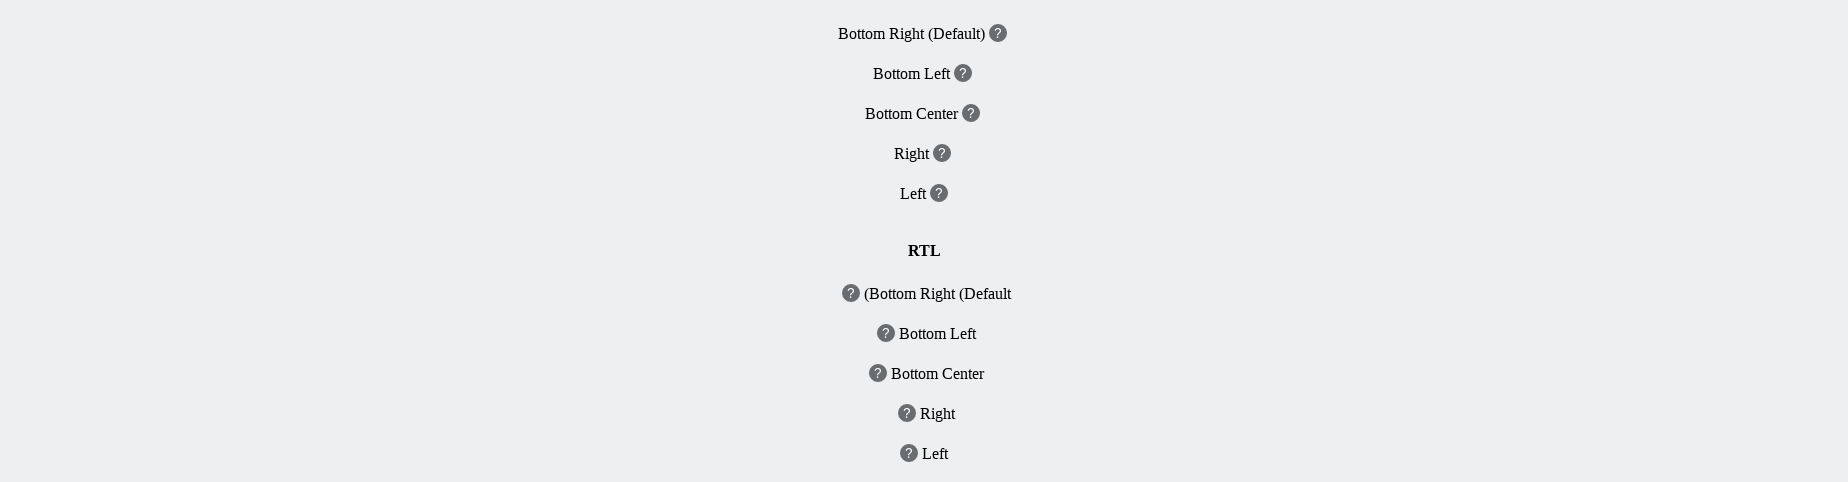 Bottom Right (Default) ?
Bottom Left ?
Bottom Center ?
Right ?
Left ?
RTL
? (Bottom Right (Default
? Bottom Left
? Bottom Center
? Right
? Left